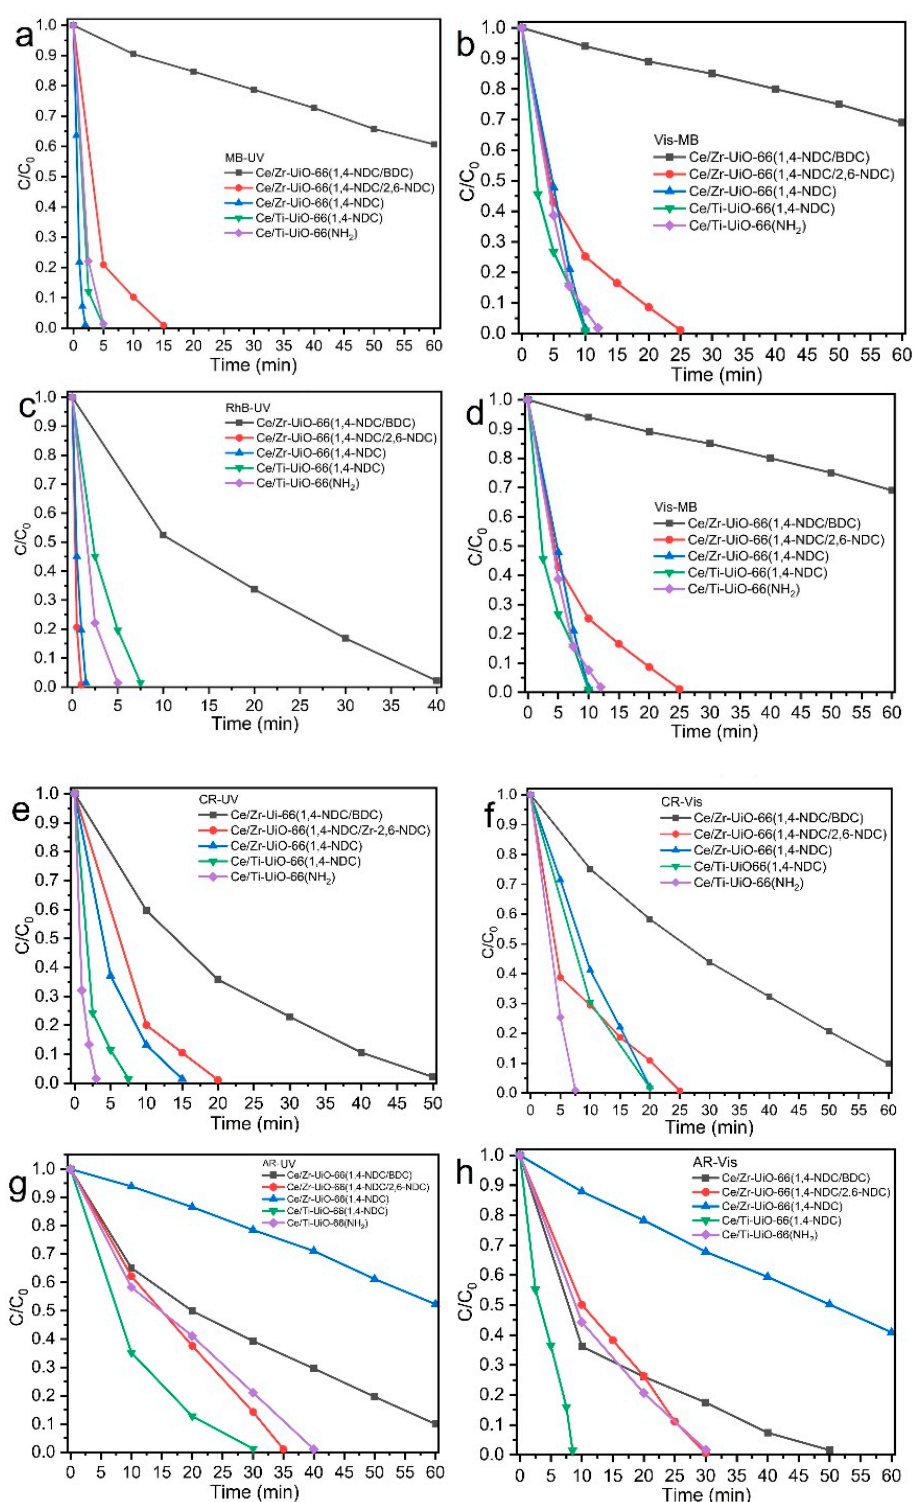 a
1.0
0.9
0.8
0.7
0.6
0.5
0.4
0.3
0.2
0.1
0.0
C/C₀
MB-UV
Ce/Zr-UiO-66(1,4-NDC/BDC)
Ce/Zr-UiO-66(1,4-NDC/2,6-NDC)
Ce/Zr-UiO-66(1,4-NDC)
Ce/Ti-UiO-66(1,4-NDC)
Ce/Ti-UiO-66(NH₂)
0 5 10 15 20 25 30 35 40 45 50 55 60
Time (min)
b
1.0
0.9
0.8
0.7
0.6
0.5
0.4
0.3
0.2
0.1
0.0
C/C₀
Vis-MB
Ce/Zr-UiO-66(1,4-NDC/BDC)
Ce/Zr-UiO-66(1,4-NDC/2,6-NDC)
Ce/Zr-UiO-66(1,4-NDC)
Ce/Ti-UiO-66(1,4-NDC)
Ce/Ti-UiO-66(NH₂)
0 5 10 15 20 25 30 35 40 45 50 55 60
Time (min)
c
1.0
0.9
0.8
0.7
0.6
0.5
0.4
0.3
0.2
0.1
0.0
C/C₀
RhB-UV
Ce/Zr-UiO-66(1,4-NDC/BDC)
Ce/Zr-UiO-66(1,4-NDC/2,6-NDC)
Ce/Zr-UiO-66(1,4-NDC)
Ce/Ti-UiO-66(1,4-NDC)
Ce/Ti-UiO-66(NH₂)
0 5 10 15 20 25 30 35 40
Time (min)
d
1.0
0.9
0.8
0.7
0.6
0.5
0.4
0.3
0.2
0.1
0.0
C/C₀
Vis-MB
Ce/Zr-UiO-66(1,4-NDC/BDC)
Ce/Zr-UiO-66(1,4-NDC/2,6-NDC)
Ce/Zr-UiO-66(1,4-NDC)
Ce/Ti-UiO-66(1,4-NDC)
Ce/Ti-UiO-66(NH₂)
0 5 10 15 20 25 30 35 40 45 50 55 60
Time (min)
e
1.0
0.9
0.8
0.7
0.6
0.5
0.4
0.3
0.2
0.1
0.0
C/C₀
CR-UV
Ce/Zr-Ui-66(1,4-NDC/BDC)
Ce/Zr-UiO-66(1,4-NDC/Zr-2,6-NDC)
Ce/Zr-UiO-66(1,4-NDC)
Ce/Ti-UiO-66(1,4-NDC)
Ce/Ti-UiO-66(NH₂)
0 5 10 15 20 25 30 35 40 45 50
Time (min)
f
1.0
0.9
0.8
0.7
0.6
0.5
0.4
0.3
0.2
0.1
0.0
C/C₀
CR-Vis
Ce/Zr-UiO-66(1,4-NDC/BDC)
Ce/Zr-UiO-66(1,4-NDC/2,6-NDC)
Ce/Zr-UiO-66(1,4-NDC)
Ce/Ti-UiO66(1,4-NDC)
Ce/Ti-UiO-66(NH₂)
0 5 10 15 20 25 30 35 40 45 50 55 60
Time (min)
g
1.0
0.9
0.8
0.7
0.6
0.5
0.4
0.3
0.2
0.1
0.0
C/C₀
AR-UV
Ce/Zr-UiO-66(1,4-NDC/BDC)
Ce/Zr-UiO-66(1,4-NDC/2,6-NDC)
Ce/Zr-UiO-66(1,4-NDC)
Ce/Ti-UiO-66(1,4-NDC)
Ce/Ti-UiO-66(NH₂)
0 5 10 15 20 25 30 35 40 45 50 55 60
Time (min)
h
1.0
0.9
0.8
0.7
0.6
0.5
0.4
0.3
0.2
0.1
0.0
C/C₀
AR-Vis
Ce/Zr-UiO-66(1,4-NDC/BDC)
Ce/Zr-UiO-66(1,4-NDC/2,6-NDC)
Ce/Zr-UiO-66(1,4-NDC)
Ce/Ti-UiO-66(1,4-NDC)
Ce/Ti-UiO-66(NH₂)
0 5 10 15 20 25 30 35 40 45 50 55 60
Time (min)